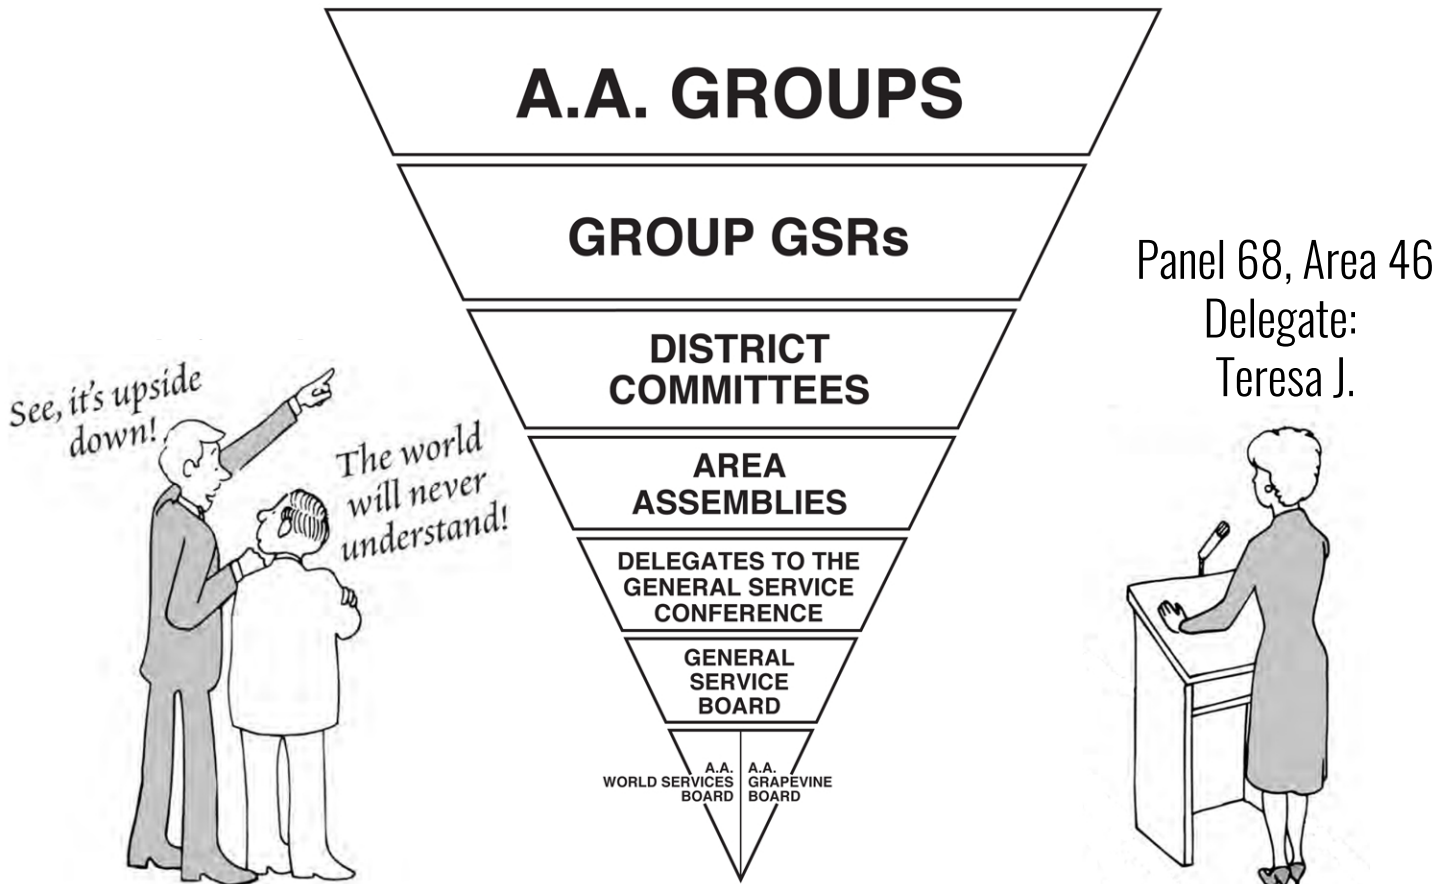 A.A. GROUPS
GROUP GSRs
DISTRICT
COMMITTEES
AREA
ASSEMBLIES
DELEGATES TO THE
GENERAL SERVICE
CONFERENCE
GENERAL
SERVICE
BOARD
A.A.
WORLD SERVICES
BOARD
A.A.
GRAPEVINE
BOARD
See, it's upside
down!
The world
will never
understand!
Panel 68, Area 46
Delegate:
Teresa J.